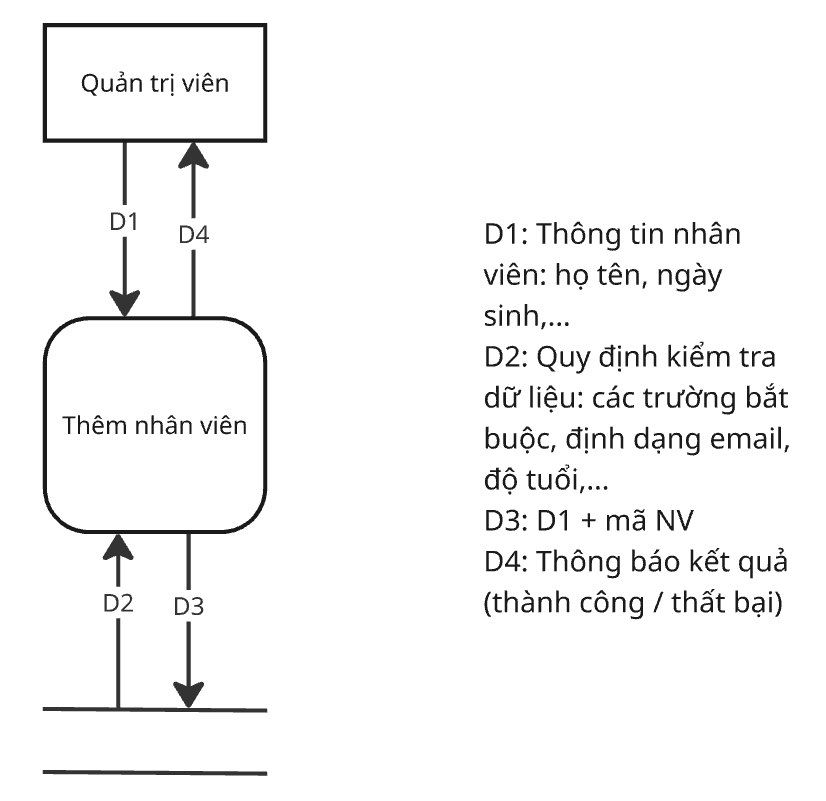 Quản trị viên
D1
D4
Thêm nhân viên
D2
D3
D1: Thông tin nhân
viên: họ tên, ngày
sinh,...
D2: Quy định kiểm tra
dữ liệu: các trường bắt
buộc, định dạng email,
độ tuổi,...
D3: D1 + mã NV
D4: Thông báo kết quả
(thành công / thất bại)